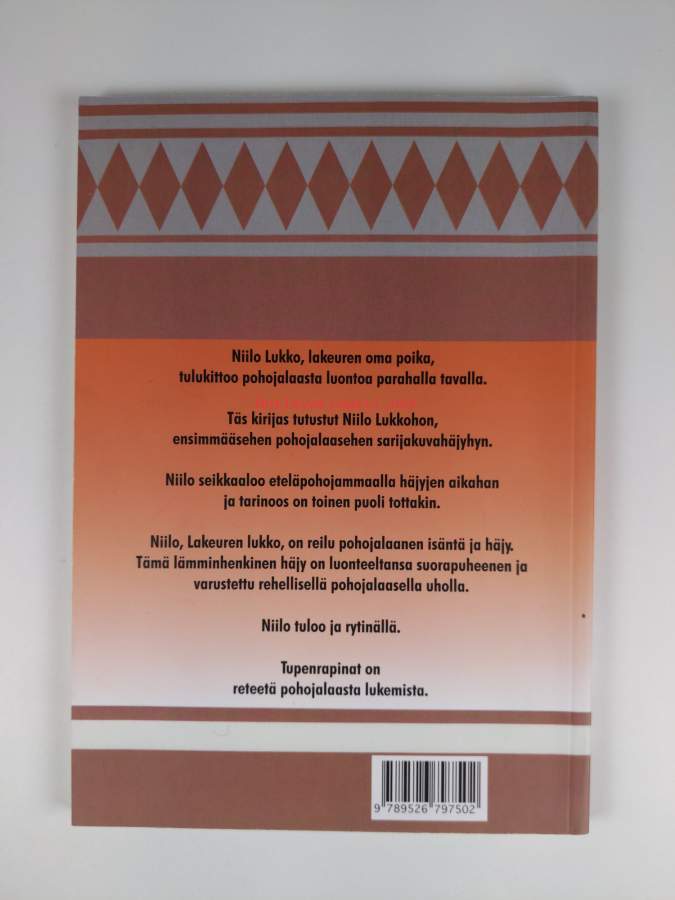 Niilo Lukko, lakeuren oma poika,
tulukittoo pohojalaasta luontoa parahalla tavalla.
Täs kirijas tutustut Niilo Lukkohon,
ensimmääsehen pohojalaasehen sarijakuvahäjyhyn.
Niilo seikkaaloo eteläpohojammaalla häjyjen aikahan
ja tarinoos on toinen puoli tottakin.
Niilo, Lakeuren lukko, on reilu pohojalaanen isäntä ja häjy.
Tämä lämminhenkinen häjy on luonteeltansa suorapuheenen ja
varustettu rehellisellä pohojalaasella uholla.
Niilo tuloo ja rytinällä.
Tupenrapinat on
reteetä pohojalaasta lukemista.
9 789526 797502